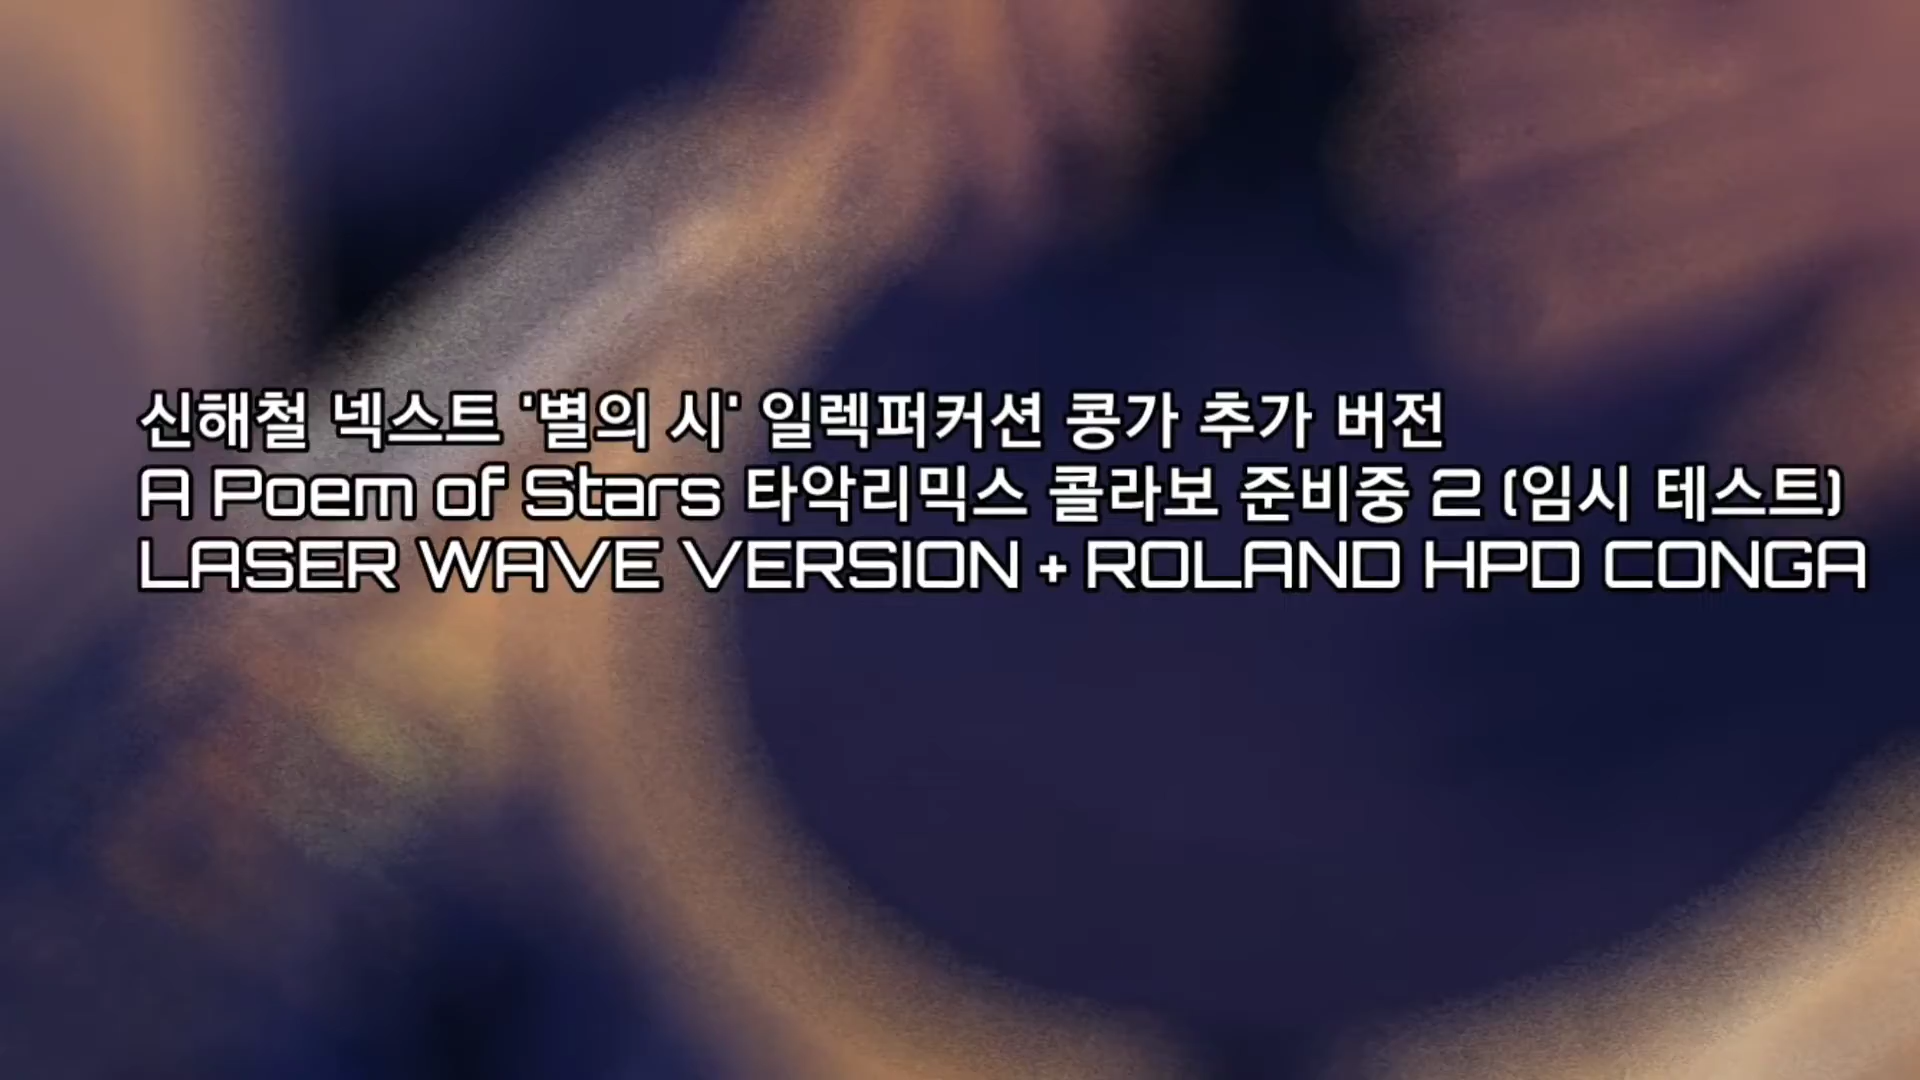 신해철 넥스트 '별의 시' 일렉퍼커션 콩가 추가 버전
A Poem of Stars 타악리믹스 콜라보 준비중 2 (임시 테스트)
LASER WAVE VERSION + ROLAND HPD CONGA